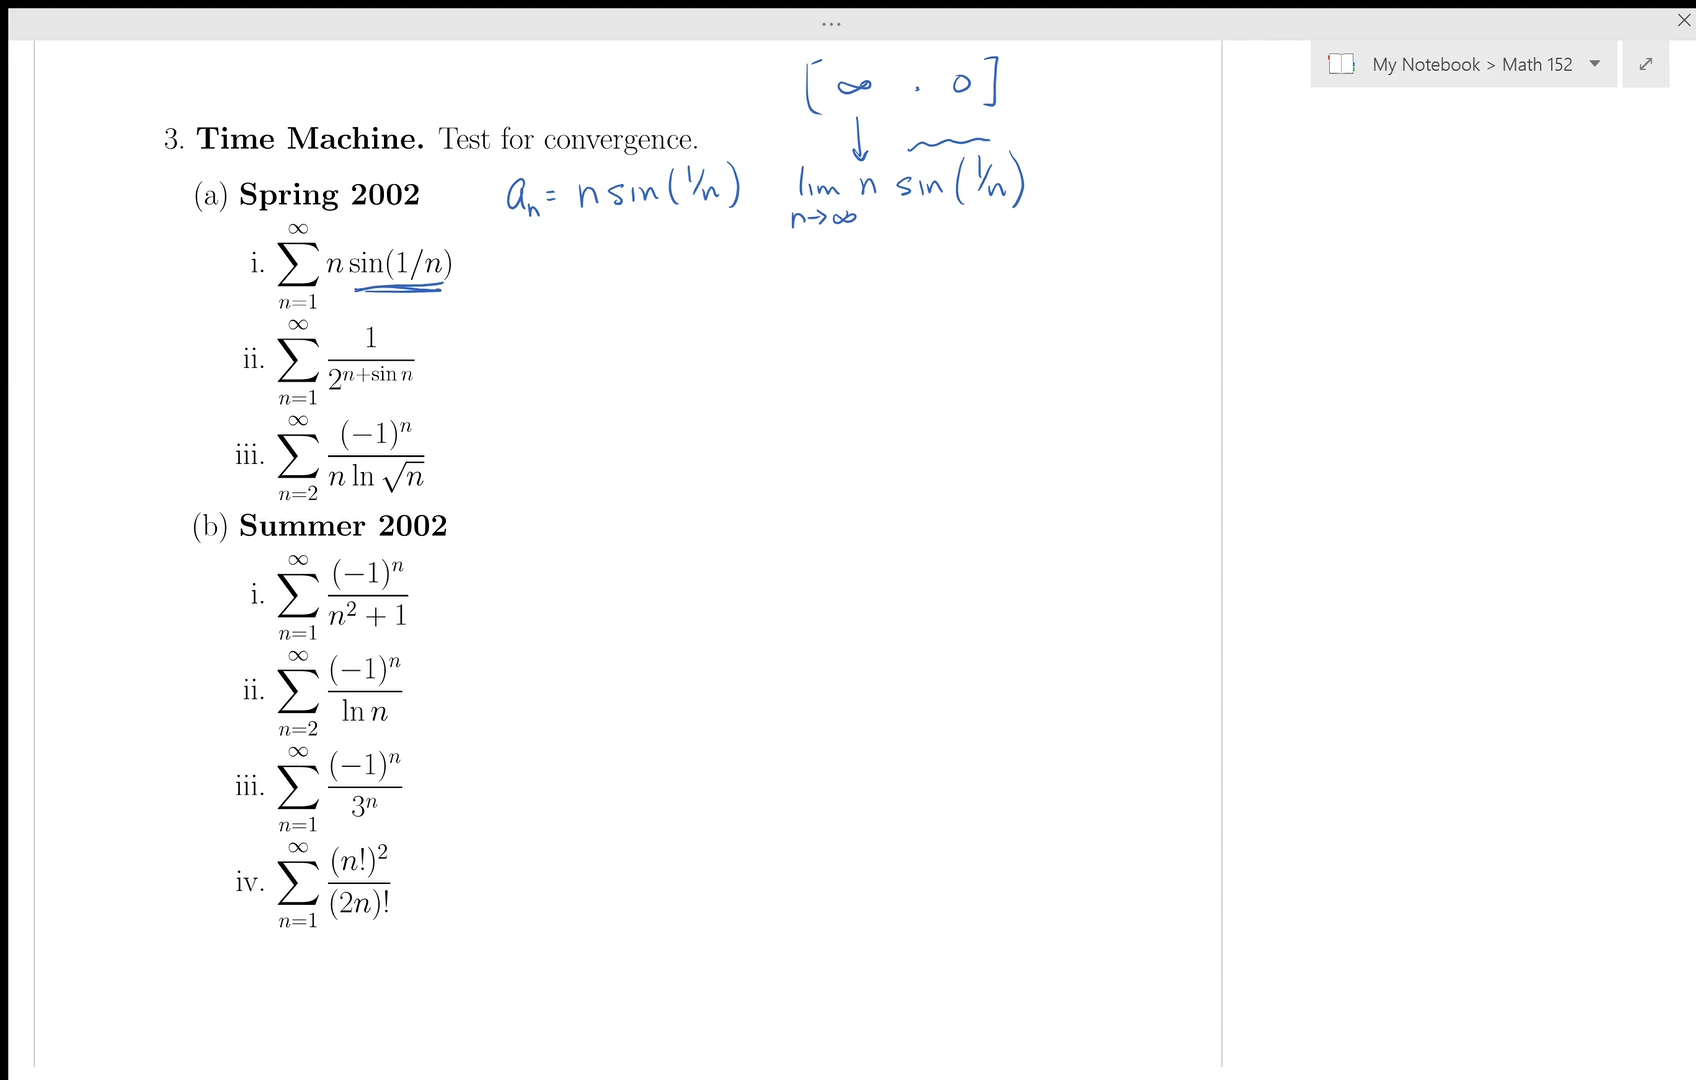 ...
My Notebook > Math 152
[∞ · 0]
3. Time Machine. Test for convergence.
(a) Spring 2002
aₙ = n sin(1/n)
lim n→∞ n sin(1/n)
i. ∑_{n=1}^{∞} n sin(1/n)
ii. ∑_{n=1}^{∞} 1/2^{n+sin n}
iii. ∑_{n=2}^{∞} (−1)^n/(n ln √n)
(b) Summer 2002
i. ∑_{n=1}^{∞} (−1)^n/(n² + 1)
ii. ∑_{n=2}^{∞} (−1)^n/ln n
iii. ∑_{n=1}^{∞} (−1)^n/3^n
iv. ∑_{n=1}^{∞} (n!)²/(2n)!